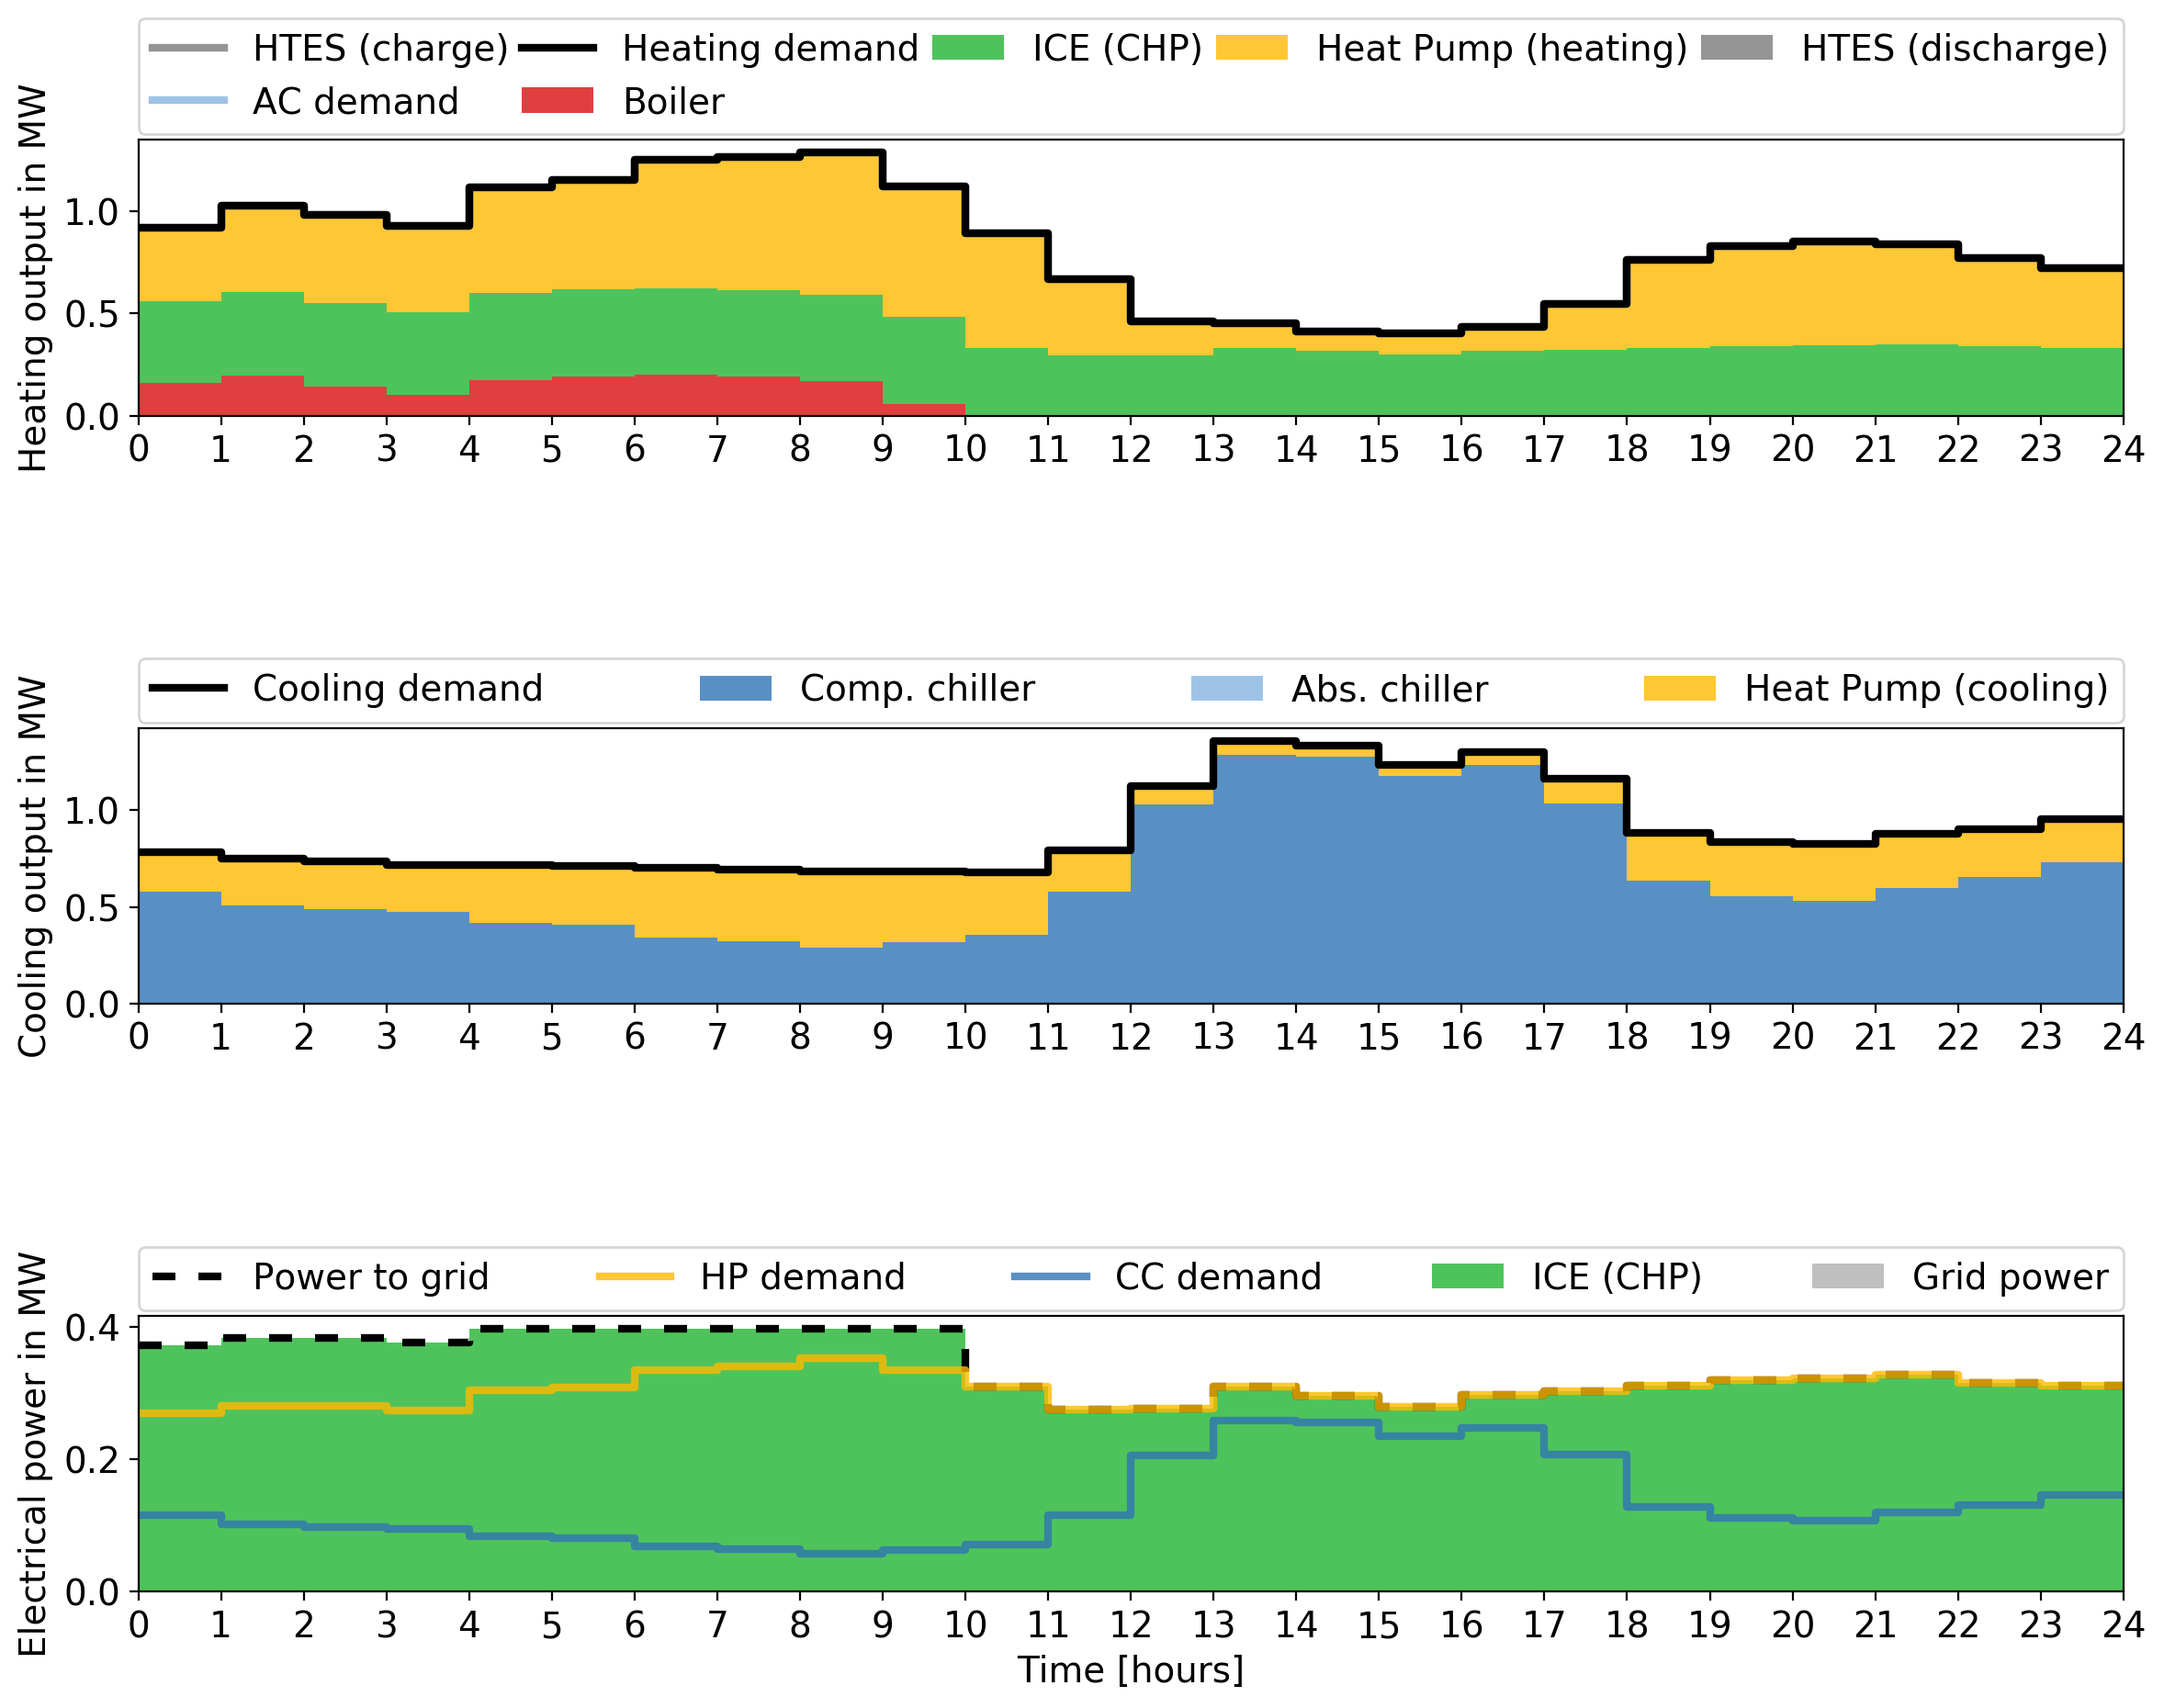 HTES (charge) Heating demand ICE (CHP) Heat Pump (heating) HTES (discharge)
AC demand Boiler
Heating output in MW
1.0
0.5
0.0
0 1 2 3 4 5 6 7 8 9 10 11 12 13 14 15 16 17 18 19 20 21 22 23 24
Cooling demand Comp. chiller Abs. chiller Heat Pump (cooling)
Cooling output in MW
1.0
0.5
0.0
0 1 2 3 4 5 6 7 8 9 10 11 12 13 14 15 16 17 18 19 20 21 22 23 24
Power to grid HP demand CC demand ICE (CHP) Grid power
Electrical power in MW
0.4
0.2
0.0
0 1 2 3 4 5 6 7 8 9 10 11 12 13 14 15 16 17 18 19 20 21 22 23 24
Time [hours]